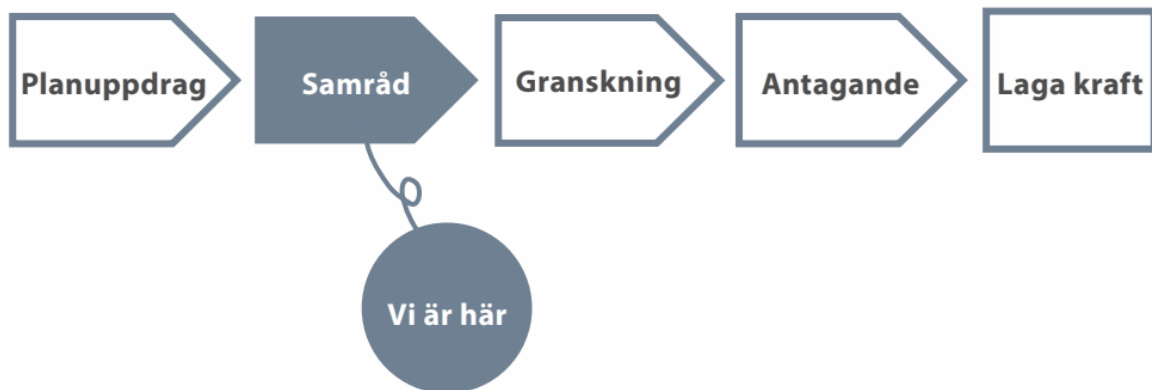 Planuppdrag
Samråd
Granskning
Antagande
Laga kraft
Vi är här